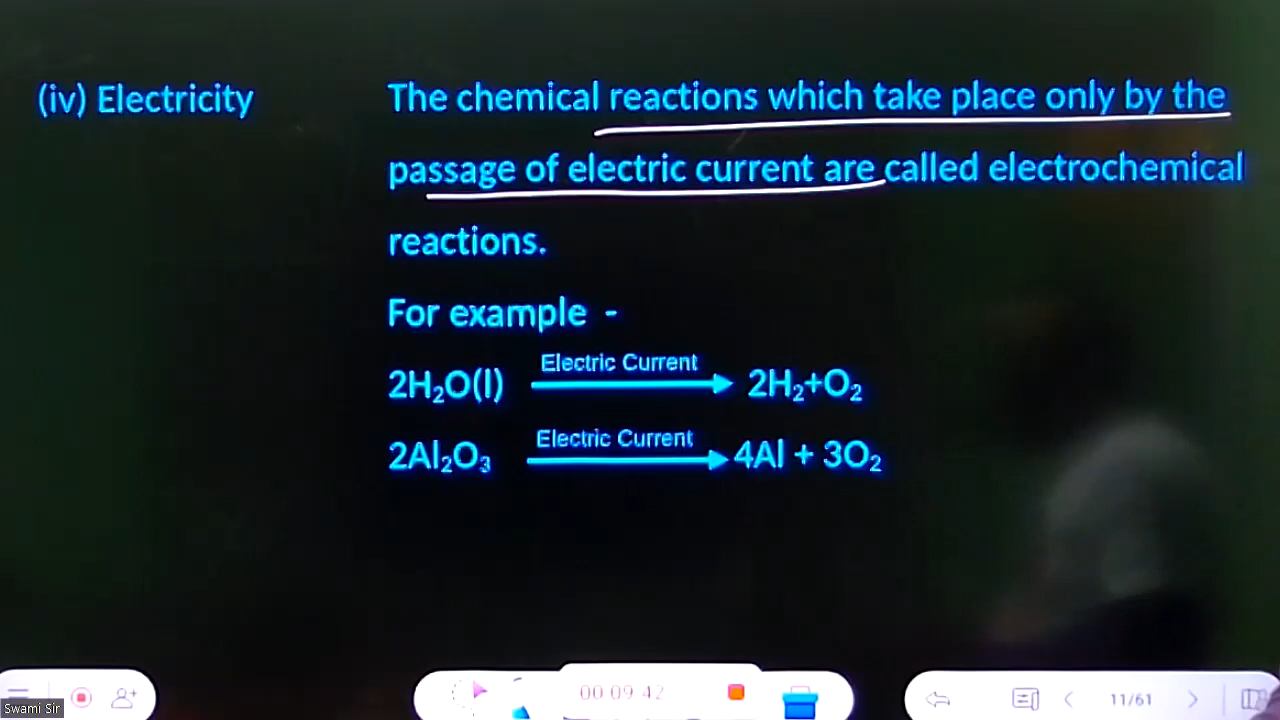 (iv) Electricity
The chemical reactions which take place only by the
passage of electric current are called electrochemical
reactions.
For example -
2H₂O(l) Electric Current 2H₂+O₂
2Al₂O₃ Electric Current 4Al + 3O₂
00:09:42
11/61
Swami Sir